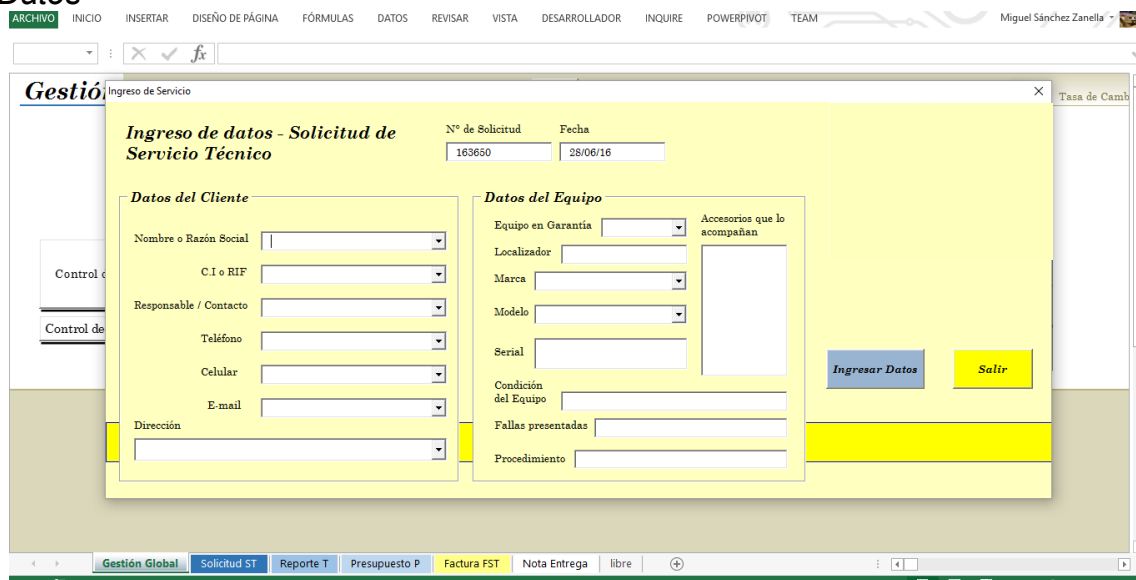 Datos
ARCHIVO INICIO INSERTAR DISEÑO DE PÁGINA FÓRMULAS DATOS REVISAR VISTA DESARROLLADOR INQUIRE POWERPIVOT TEAM Miguel Sánchez Zanella
fx
Gestió
Tasa de Camb
Ingreso de Servicio
Ingreso de datos - Solicitud de
Servicio Técnico
N° de Solicitud Fecha
163650 28/06/16
Datos del Cliente
Nombre o Razón Social
C.I o RIF
Responsable / Contacto
Teléfono
Celular
E-mail
Dirección
Datos del Equipo
Equipo en Garantía
Localizador
Marca
Modelo
Serial
Condición
del Equipo
Fallas presentadas
Procedimiento
Accesorios que lo
acompañan
Ingresar Datos Salir
Control
Control de
Gestión Global Solicitud ST Reporte T Presupuesto P Factura FST Nota Entrega libre